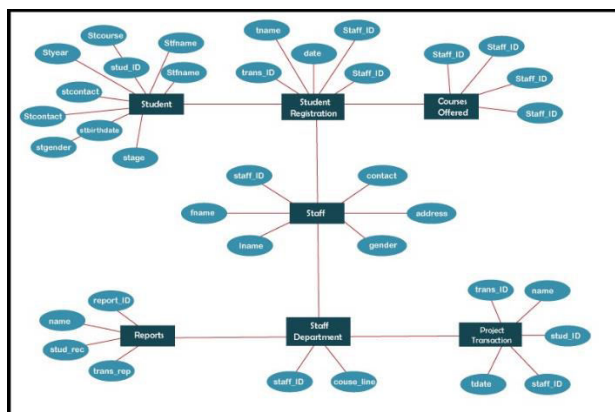 Stcourse
Stfname
Styear
stud_ID
Stfname
stcontact
Stcontact
stbirthdate
stgender
stage
Student
tname
date
Staff_ID
trans_ID
Staff_ID
Student
Registration
Staff_ID
Staff_ID
Staff_ID
Staff_ID
Courses
Offered
staff_ID
contact
fname
Staff
address
lname
gender
report_ID
name
stud_rec
trans_rep
Reports
Staff
Department
staff_ID
couse_line
trans_ID
name
Project
Transaction
stud_ID
tdate
staff_ID